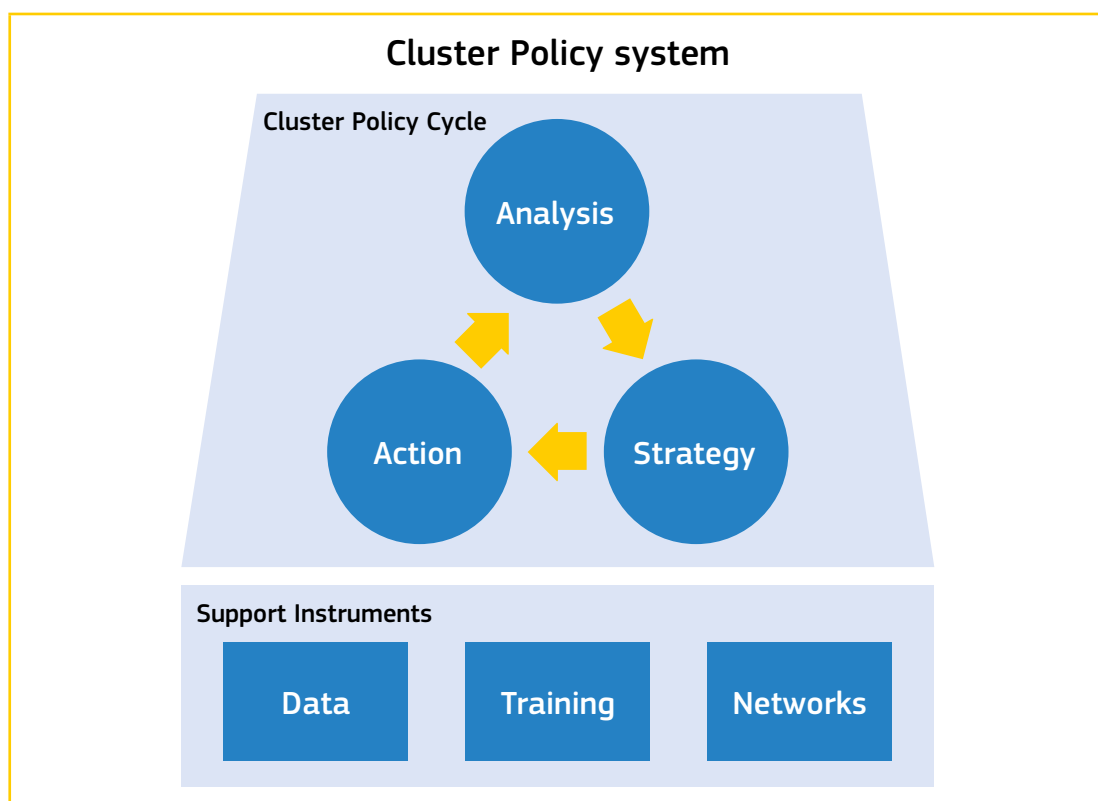 Cluster Policy system
Cluster Policy Cycle
Analysis
Action
Strategy
Support Instruments
Data
Training
Networks